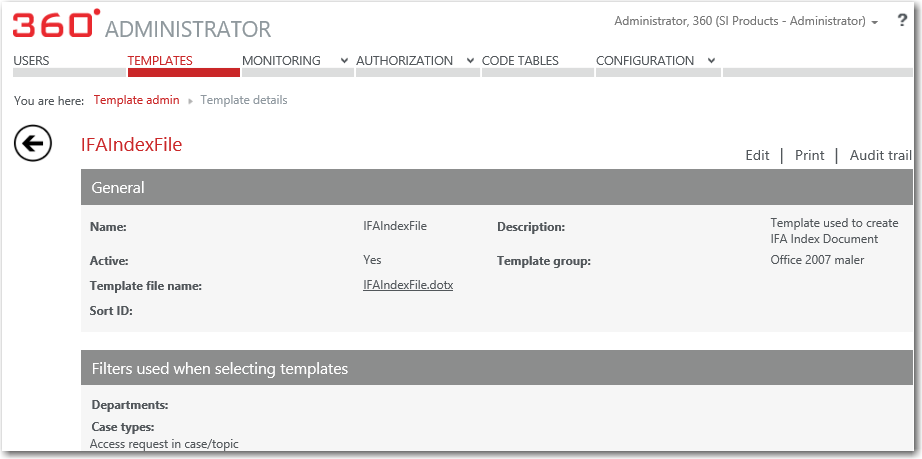 360° ADMINISTRATOR
Administrator, 360 (SI Products - Administrator) ?
USERS TEMPLATES MONITORING AUTHORIZATION CODE TABLES CONFIGURATION
You are here: Template admin Template details
IFAIndexFile
Edit | Print | Audit trail
General
Name: IFAIndexFile Description: Template used to create
IFA Index Document
Active: Yes Template group: Office 2007 maler
Template file name: IFAIndexFile.dotx
Sort ID:
Filters used when selecting templates
Departments:
Case types:
Access request in case/topic